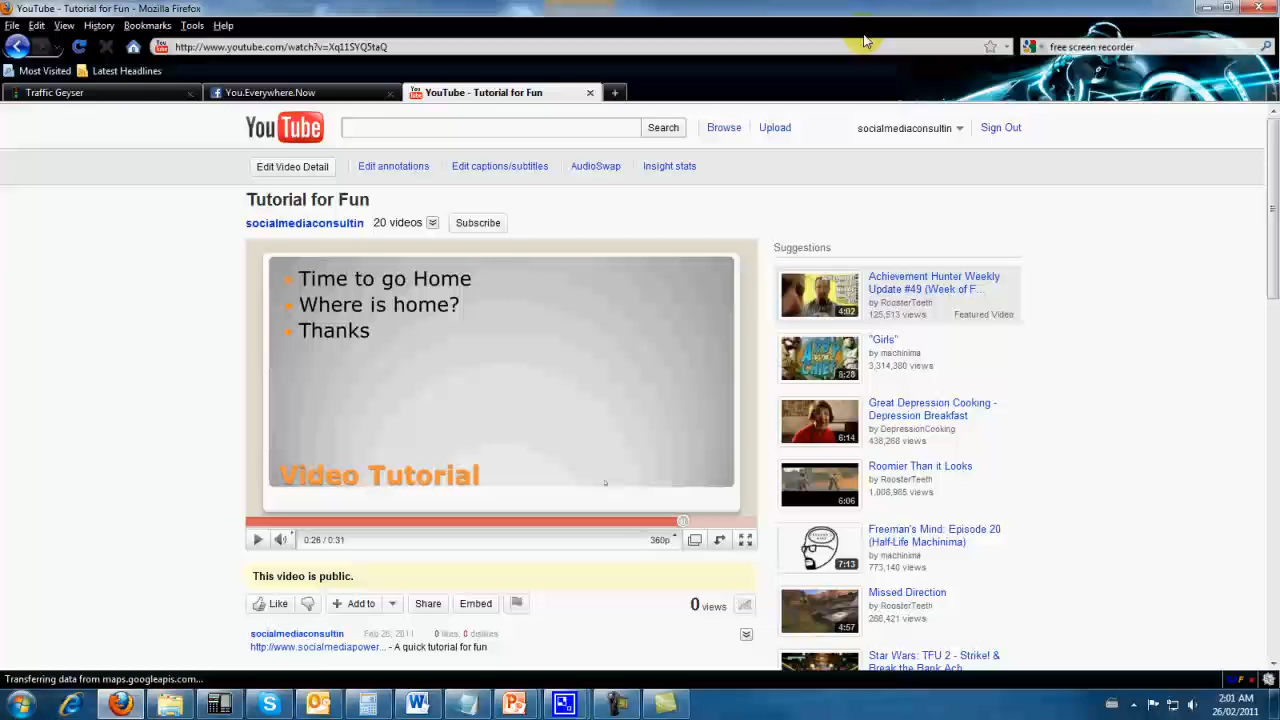 YouTube - Tutorial for Fun - Mozilla Firefox
File Edit View History Bookmarks Tools Help
http://www.youtube.com/watch?v=Xq11SYQ5taQ
free screen recorder
Most Visited Latest Headlines
Traffic Geyser
You.Everywhere.Now
YouTube - Tutorial for Fun
YouTube
Search
Browse
Upload
socialmediaconsultin
Sign Out
Edit Video Detail
Edit annotations
Edit captions/subtitles
AudioSwap
Insight stats
Tutorial for Fun
socialmediaconsultin 20 videos Subscribe
Time to go Home
Where is home?
Thanks
Video Tutorial
0:26 / 0:31
360p
This video is public.
Like
Add to
Share
Embed
0 views
socialmediaconsultin Feb 26, 2011 0 likes, 0 dislikes
http://www.socialmediapower... - A quick tutorial for fun
Suggestions
Achievement Hunter Weekly
Update #49 (Week of F...
by RoosterTeeth
125,513 views Featured Video
4:02
"Girls"
by machinima
3,314,380 views
8:28
Great Depression Cooking -
Depression Breakfast
by DepressionCooking
438,268 views
6:14
Roomier Than it Looks
by RoosterTeeth
6:06
Freeman's Mind: Episode 20
(Half-Life Machinima)
by machinima
773,140 views
7:13
Missed Direction
by RoosterTeeth
268,421 views
4:57
Star Wars: TFU 2 - Strike! &
Break the Bank Ach...
Transferring data from maps.googleapis.com...
2:01 AM
26/02/2011